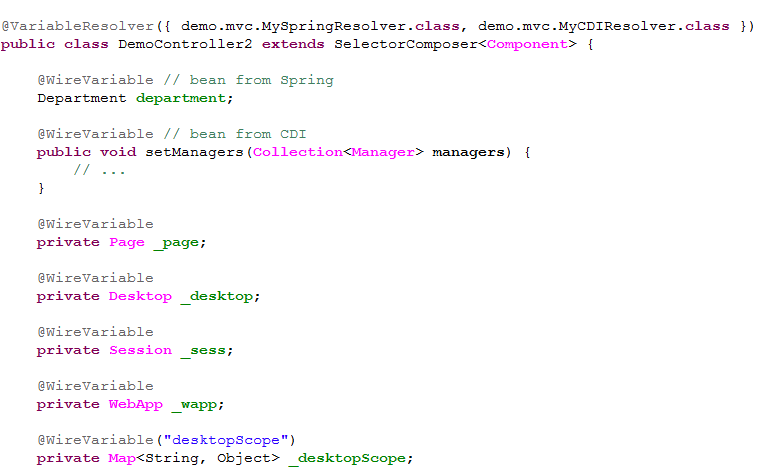 @VariableResolver({ demo.mvc.MySpringResolver.class, demo.mvc.MyCDIResolver.class })
public class DemoController2 extends SelectorComposer<Component> {
@WireVariable // bean from Spring
Department department;
@WireVariable // bean from CDI
public void setManagers(Collection<Manager> managers) {
// ...
}
@WireVariable
private Page _page;
@WireVariable
private Desktop _desktop;
@WireVariable
private Session _sess;
@WireVariable
private WebApp _wapp;
@WireVariable("desktopScope")
private Map<String, Object> _desktopScope;